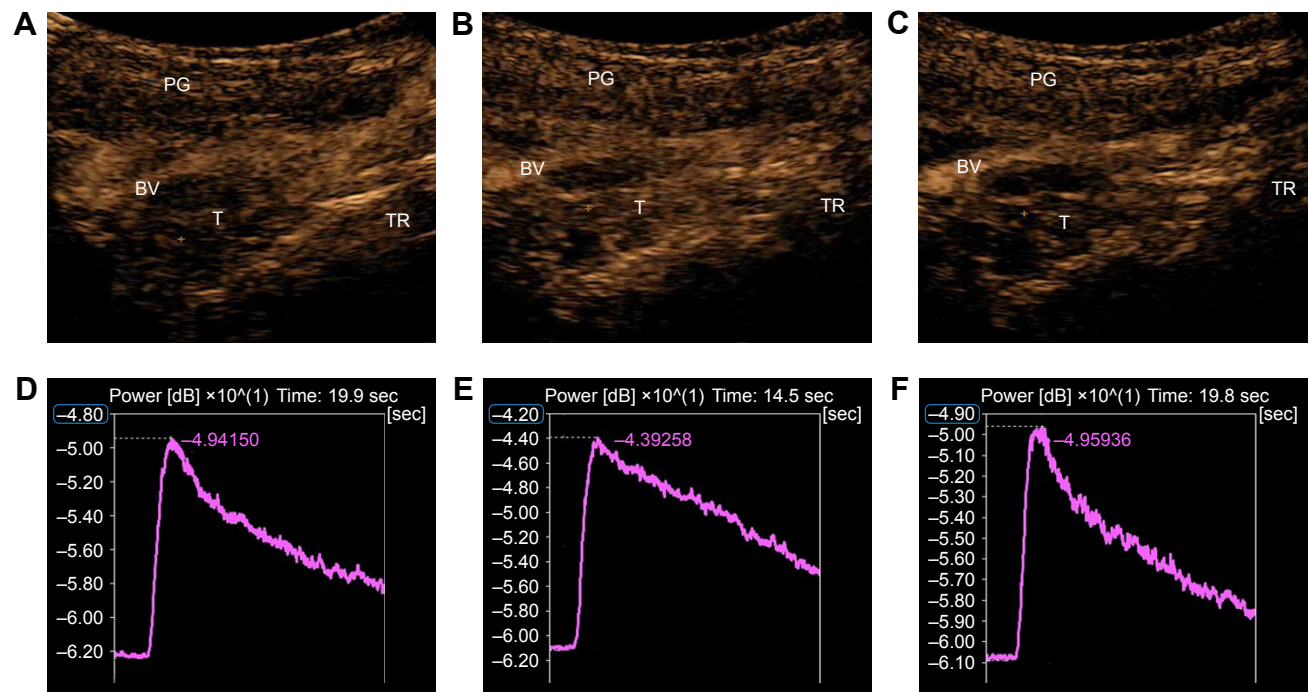 A
PG
BV
T
TR
B
PG
BV
T
TR
C
PG
BV
T
TR
D
Power [dB] ×10^(1) Time: 19.9 sec
[sec]
–4.80
–5.00
–5.20
–5.40
–5.60
–5.80
–6.00
–6.20
–4.94150
E
Power [dB] ×10^(1) Time: 14.5 sec
[sec]
–4.20
–4.40
–4.60
–4.80
–5.00
–5.20
–5.40
–5.60
–5.80
–6.00
–6.20
–4.39258
F
Power [dB] ×10^(1) Time: 19.8 sec
[sec]
–4.90
–5.00
–5.10
–5.20
–5.30
–5.40
–5.50
–5.60
–5.70
–5.80
–5.90
–6.00
–6.10
–4.95936